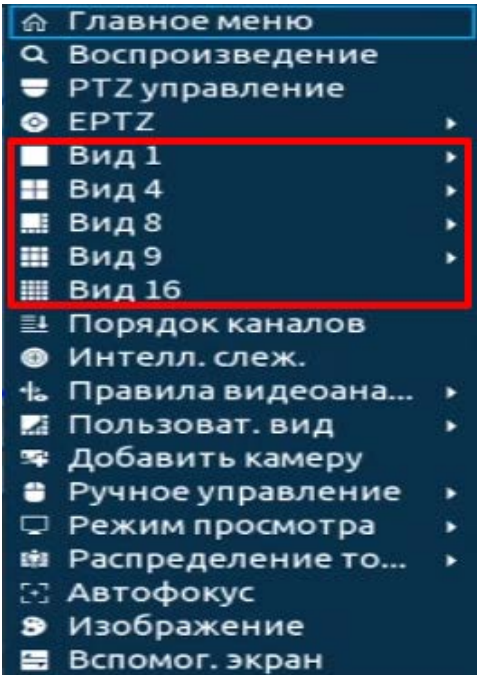 Главное меню
Воспроизведение
PTZ управление
EPTZ
Вид 1
Вид 4
Вид 8
Вид 9
Вид 16
Порядок каналов
Интелл. слеж.
Правила видеоана...
Пользоват. вид
Добавить камеру
Ручное управление
Режим просмотра
Распределение то...
Автофокус
Изображение
Вспомог. экран